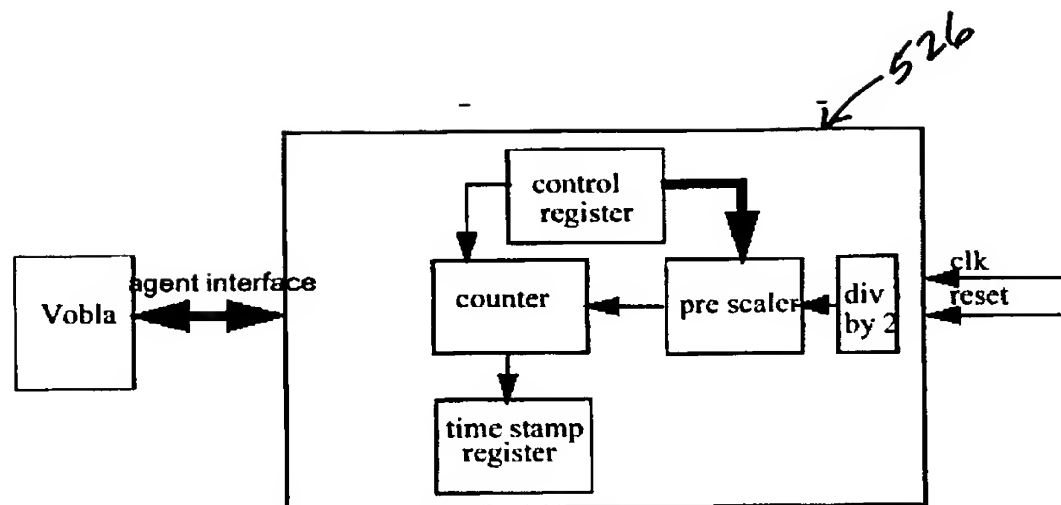 526
control
register
clk
agent interface
div
counter
pre scaler
reset
Vobla
by 2
time stamp
register